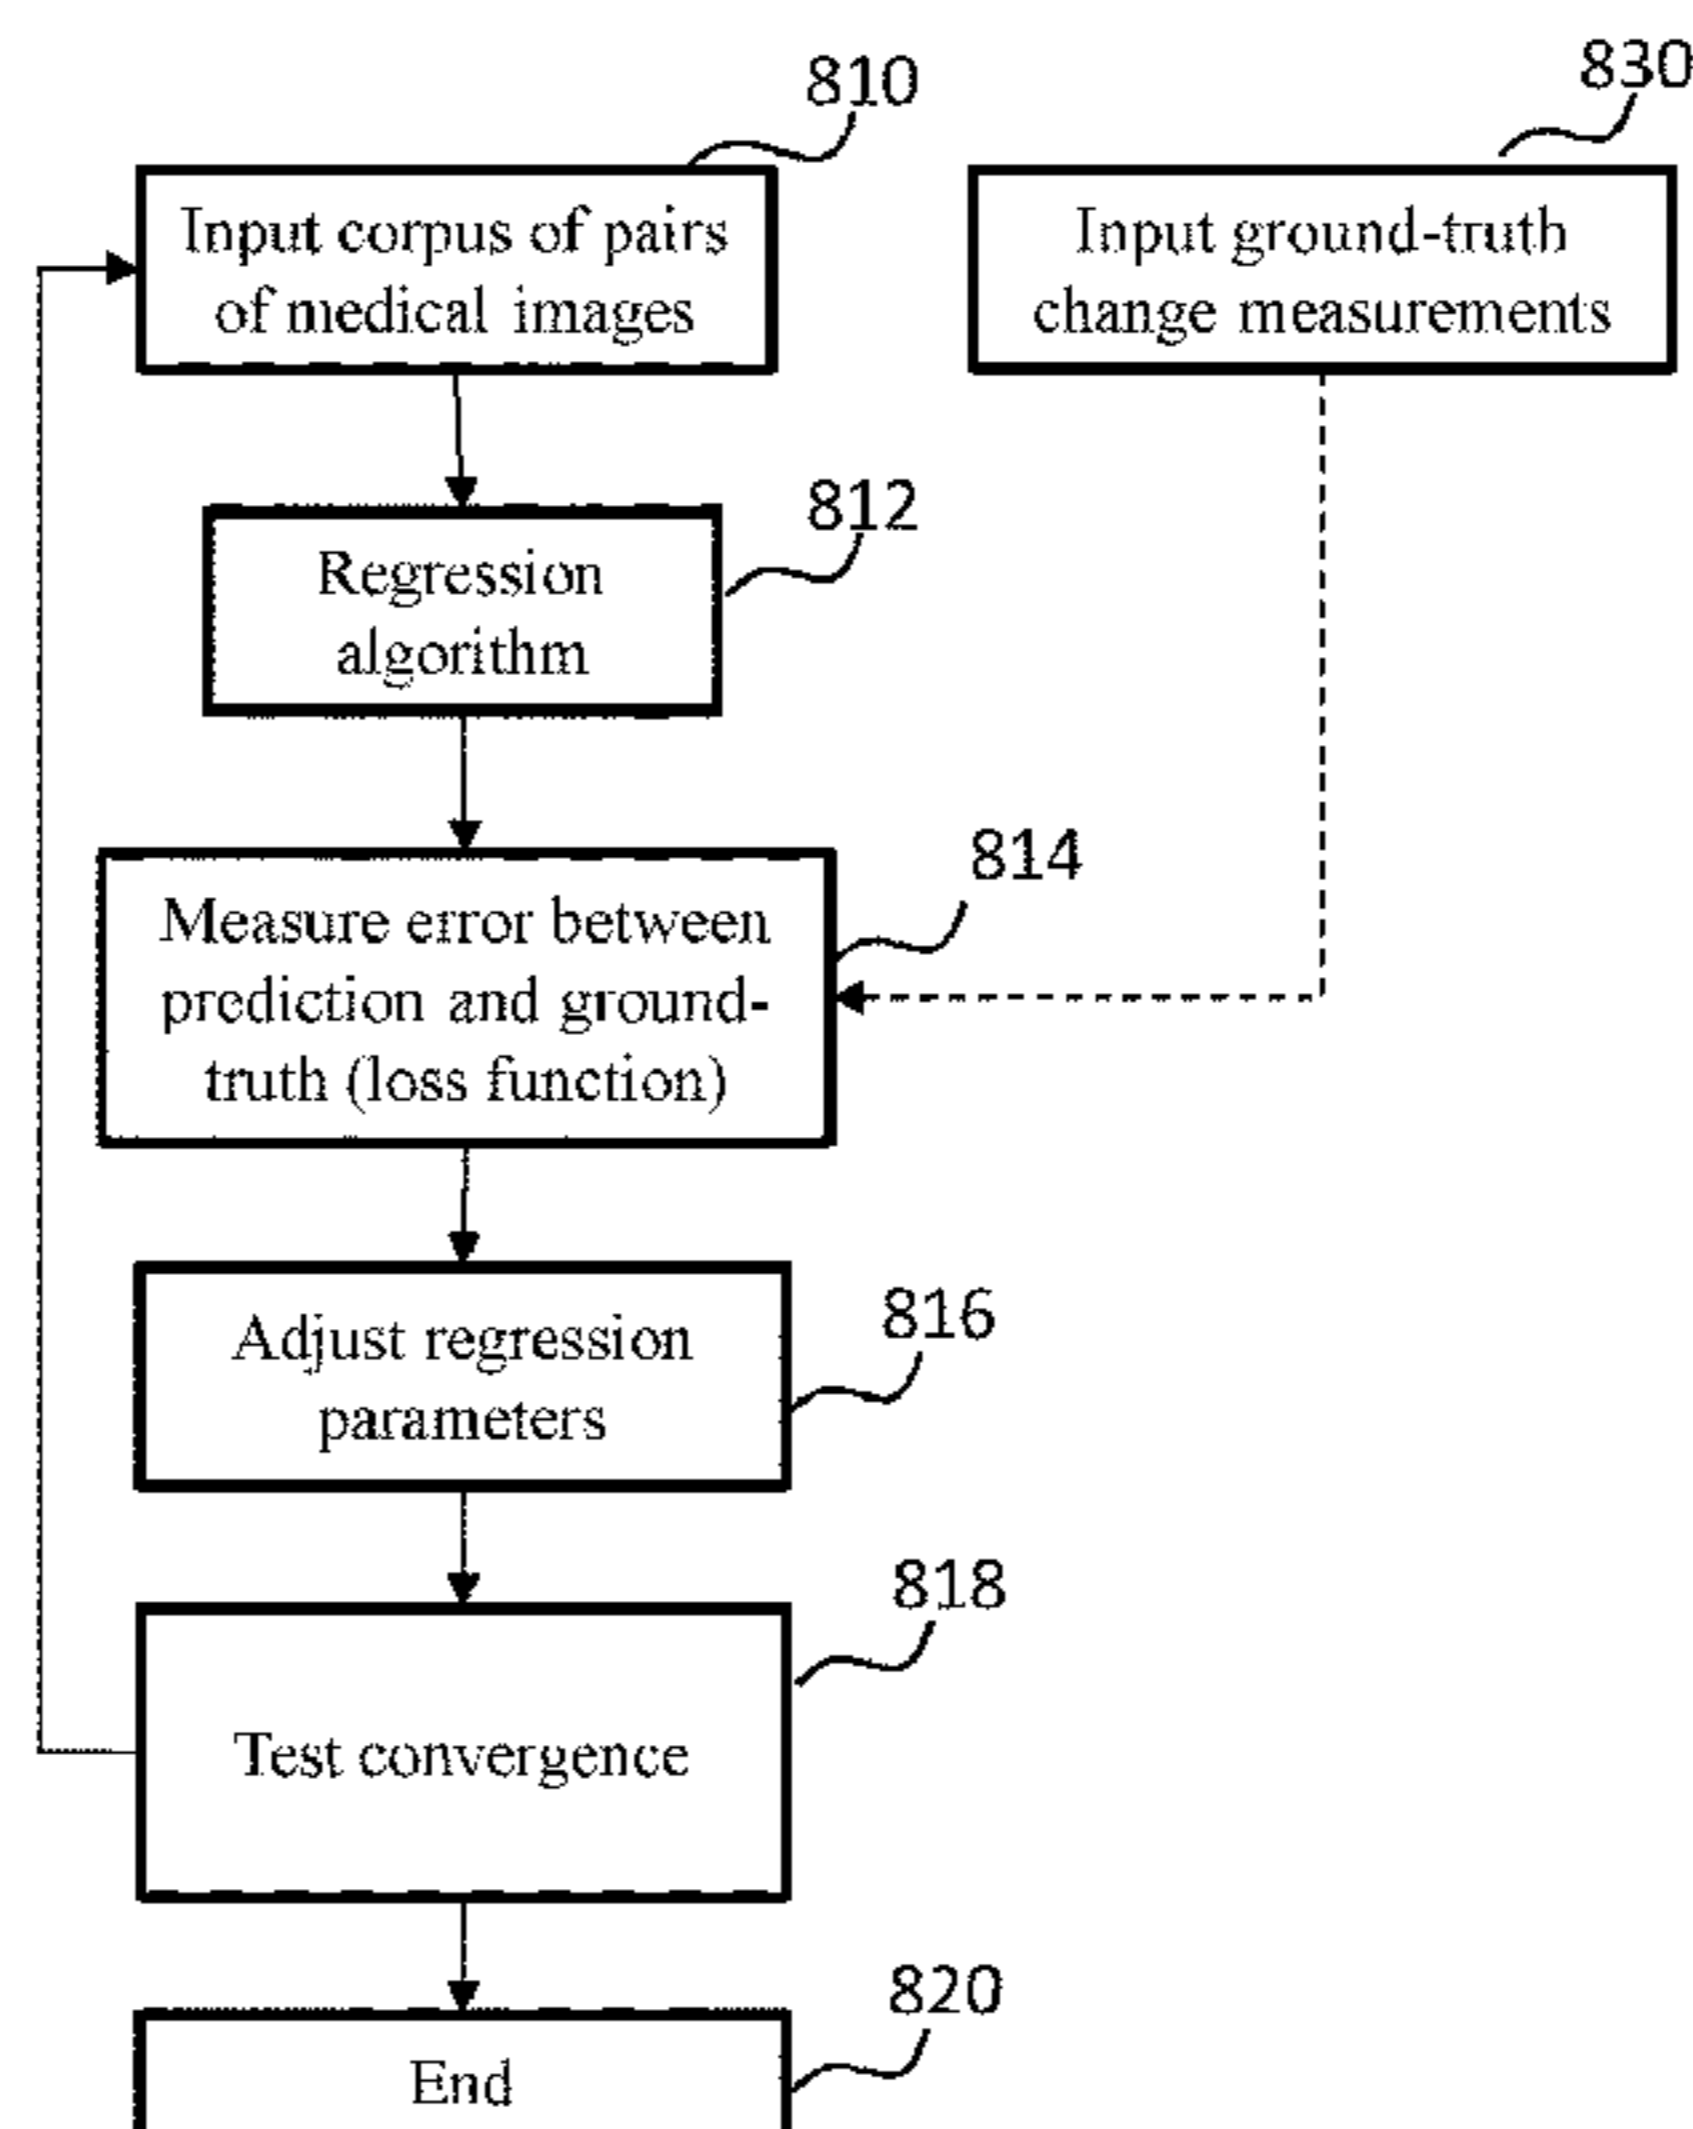 810
830
Input corpus of pairs
of medical images
Input ground-truth
change measurements
812
Regression
algorithm
814
Measure error between
prediction and ground-
truth (loss function)
816
Adjust regression
parameters
818
Test convergence
820
End